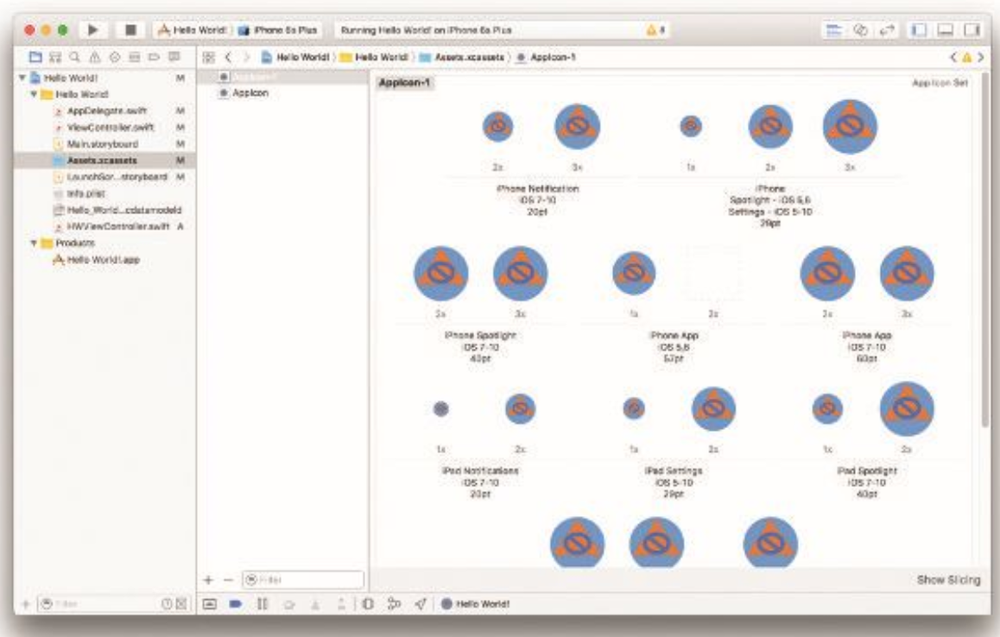 Hello World! iPhone 6s Plus Running Hello World! on iPhone 6s Plus
Hello World! Hello World! Assets.xcassets AppIcon-1
Hello World! M
Hello World!
AppDelegate.swift M
ViewController.swift M
Main.storyboard M
Assets.xcassets M
LaunchScr...storyboard M
Info.plist
Hello_World...cdatamodeld
HWViewController.swift A
Products
Hello World!.app
AppIcon-1
AppIcon
AppIcon-1
App Icon Set
2x 3x 1x 2x 3x
iPhone Notification
iOS 7-10
20pt
iPhone
Spotlight - iOS 5,6
Settings - iOS 5-10
29pt
2x 3x 1x 2x 2x 3x
iPhone Spotlight
iOS 7-10
40pt
iPhone App
iOS 5,6
57pt
iPhone App
iOS 7-10
60pt
1x 2x 1x 2x 1x 2x
iPad Notifications
iOS 7-10
20pt
iPad Settings
iOS 5-10
29pt
iPad Spotlight
iOS 7-10
40pt
Filter
Show Slicing
Filter
Hello World!